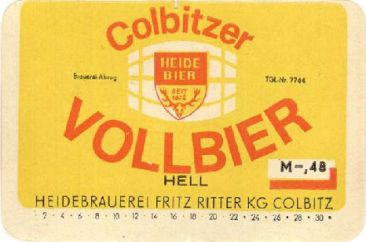 Colbitzer
HEIDE
BIER
SEIT
1872
Brauerei-Abzug
TGL-Nr. 7764
VOLLBIER
HELL
M-,48
HEIDEBRAUEREI FRITZ RITTER KG COLBITZ
· 2 · 4 · 6 · 8 · 10 · 12 · 14 · 16 · 18 · 20 · 22 · 24 · 26 · 28 · 30 ·